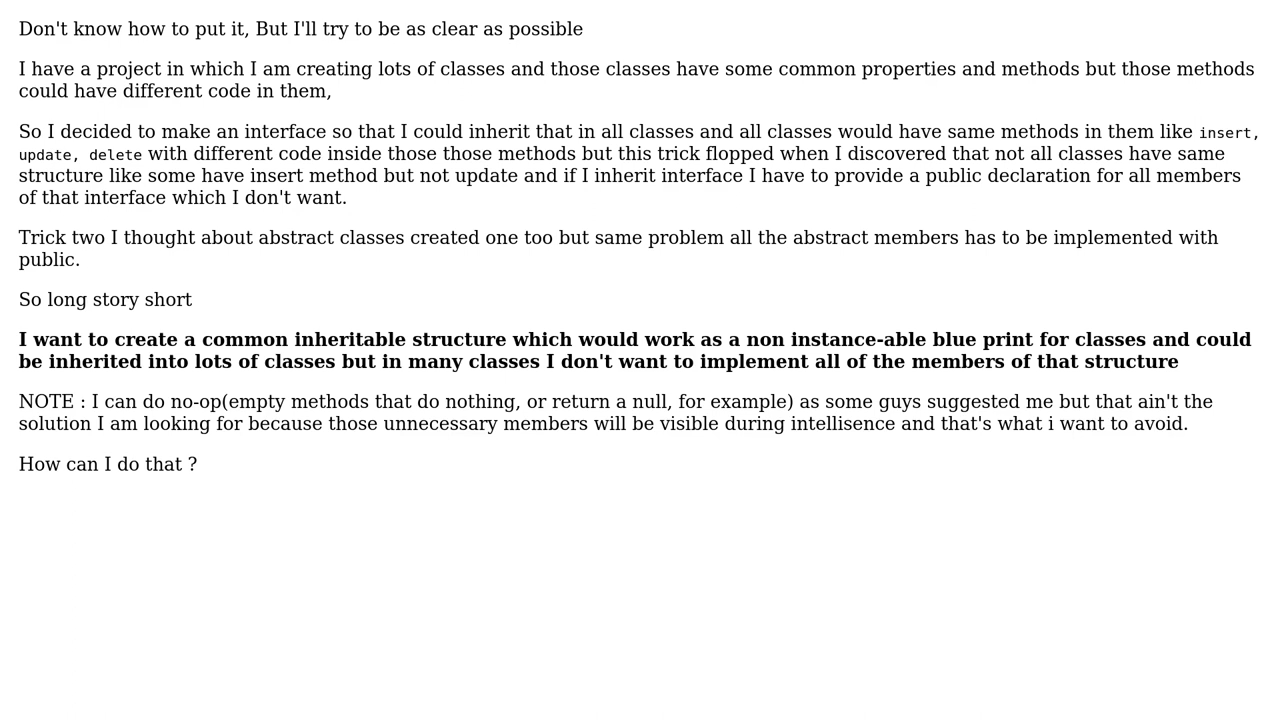 Don't know how to put it, But I'll try to be as clear as possible
I have a project in which I am creating lots of classes and those classes have some common properties and methods but those methods
could have different code in them,
So I decided to make an interface so that I could inherit that in all classes and all classes would have same methods in them like insert,
update, delete with different code inside those those methods but this trick flopped when I discovered that not all classes have same
structure like some have insert method but not update and if I inherit interface I have to provide a public declaration for all members
of that interface which I don't want.
Trick two I thought about abstract classes created one too but same problem all the abstract members has to be implemented with
public.
So long story short
I want to create a common inheritable structure which would work as a non instance-able blue print for classes and could
be inherited into lots of classes but in many classes I don't want to implement all of the members of that structure
NOTE : I can do no-op(empty methods that do nothing, or return a null, for example) as some guys suggested me but that ain't the
solution I am looking for because those unnecessary members will be visible during intellisence and that's what i want to avoid.
How can I do that ?